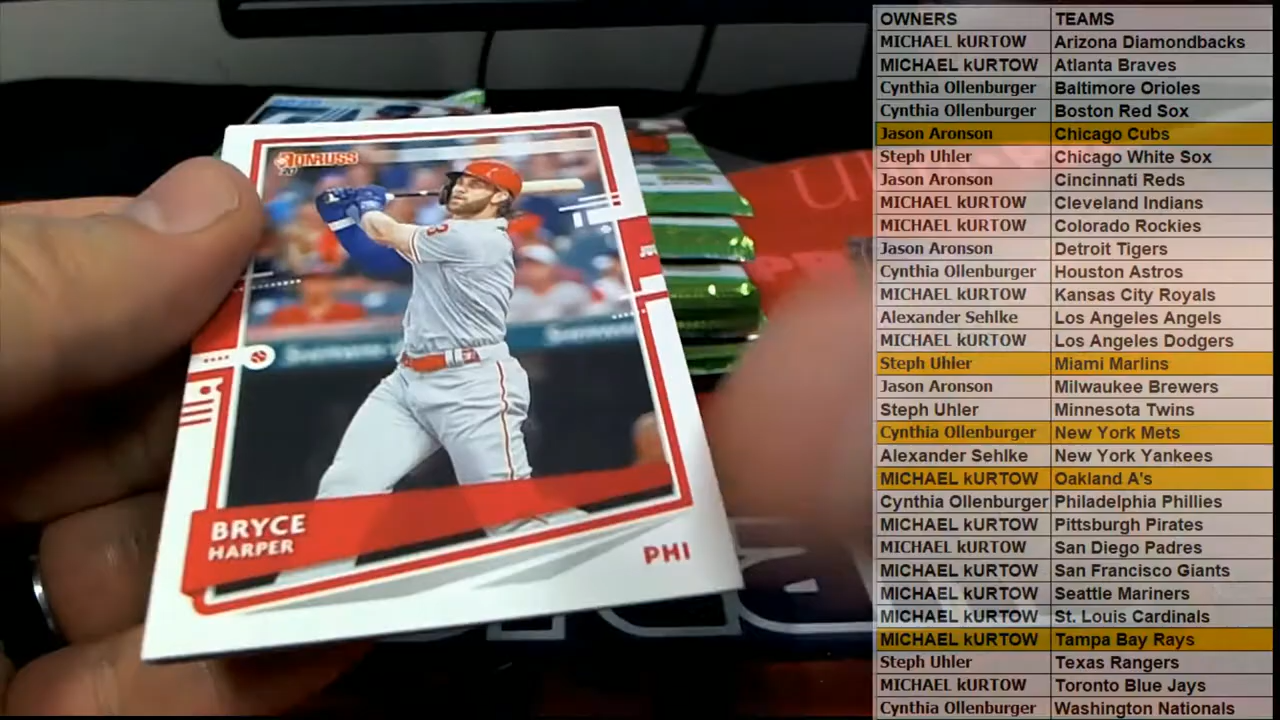 DONRUSS
20
BRYCE
HARPER
PHI
OWNERS TEAMS
MICHAEL kURTOW Arizona Diamondbacks
MICHAEL kURTOW Atlanta Braves
Cynthia Ollenburger Baltimore Orioles
Cynthia Ollenburger Boston Red Sox
Jason Aronson Chicago Cubs
Steph Uhler Chicago White Sox
Jason Aronson Cincinnati Reds
MICHAEL kURTOW Cleveland Indians
MICHAEL kURTOW Colorado Rockies
Jason Aronson Detroit Tigers
Cynthia Ollenburger Houston Astros
MICHAEL kURTOW Kansas City Royals
Alexander Sehlke Los Angeles Angels
MICHAEL kURTOW Los Angeles Dodgers
Steph Uhler Miami Marlins
Jason Aronson Milwaukee Brewers
Steph Uhler Minnesota Twins
Cynthia Ollenburger New York Mets
Alexander Sehlke New York Yankees
MICHAEL kURTOW Oakland A's
Cynthia Ollenburger Philadelphia Phillies
MICHAEL kURTOW Pittsburgh Pirates
MICHAEL kURTOW San Diego Padres
MICHAEL kURTOW San Francisco Giants
MICHAEL kURTOW Seattle Mariners
MICHAEL kURTOW St. Louis Cardinals
MICHAEL kURTOW Tampa Bay Rays
Steph Uhler Texas Rangers
MICHAEL kURTOW Toronto Blue Jays
Cynthia Ollenburger Washington Nationals